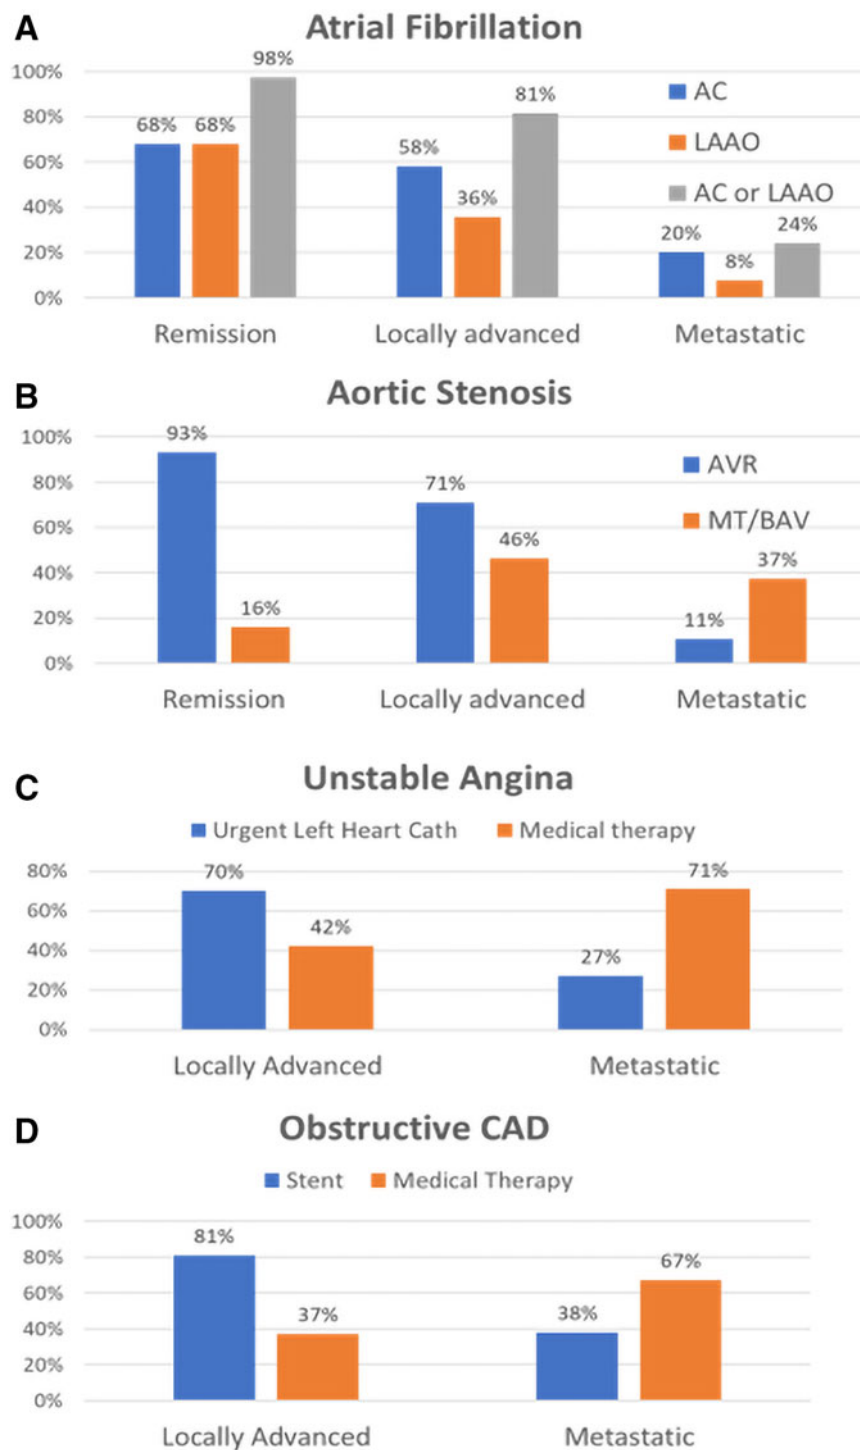 A
Atrial Fibrillation
98%
100%
AC
81%
80%
68% 68%
LAAO
58%
60%
AC or LAAO
36%
40%
24%
20%
20%
8%
0%
Remission Locally advanced Metastatic
B
Aortic Stenosis
100%
93%
AVR
80%
71%
MT/BAV
60%
46%
37%
40%
16%
11%
20%
0%
Remission Locally advanced Metastatic
C
Unstable Angina
Urgent Left Heart Cath Medical therapy
80%
70%
71%
60%
42%
40%
27%
20%
0%
Locally Advanced Metastatic
D
Obstructive CAD
Stent Medical Therapy
100%
81%
80%
67%
60%
37%
38%
40%
20%
0%
Locally Advanced Metastatic